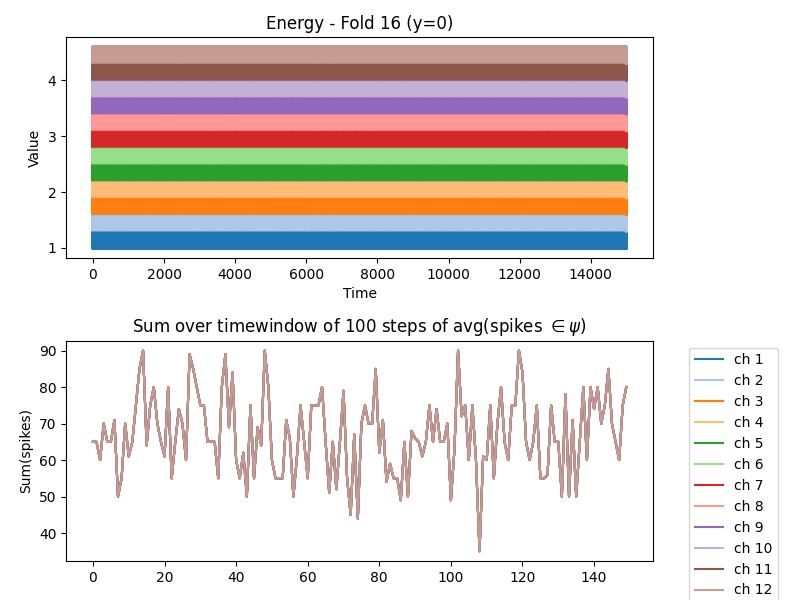 Energy - Fold 16 (y=0)
Value
4
3
2
1
0 2000 4000 6000 8000 10000 12000 14000
Time
Sum over timewindow of 100 steps of avg(spikes ∈ ψ)
Sum(spikes)
90
80
70
60
50
40
0 20 40 60 80 100 120 140
ch 1
ch 2
ch 3
ch 4
ch 5
ch 6
ch 7
ch 8
ch 9
ch 10
ch 11
ch 12